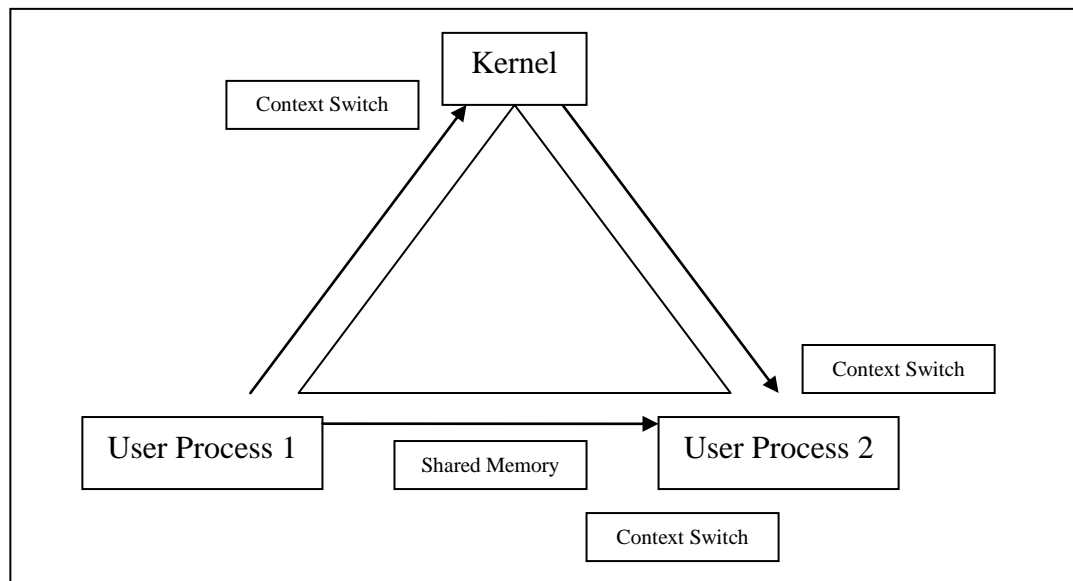 Kernel
Context Switch
Context Switch
User Process 1
User Process 2
Shared Memory
Context Switch